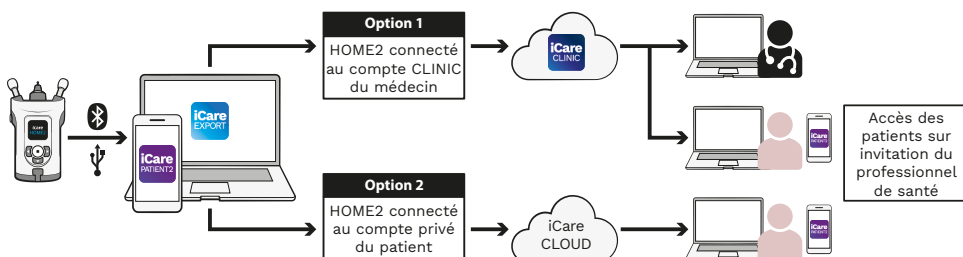 iCare
HOME2
iCare
EXPORT
iCare
PATIENT2
Option 1
HOME2 connecté
au compte CLINIC
du médecin
iCare
CLINIC
iCare
PATIENT2
Accès des
patients sur
invitation du
professionnel
de santé
Option 2
HOME2 connecté
au compte privé
du patient
iCare
CLOUD
iCare
PATIENT2